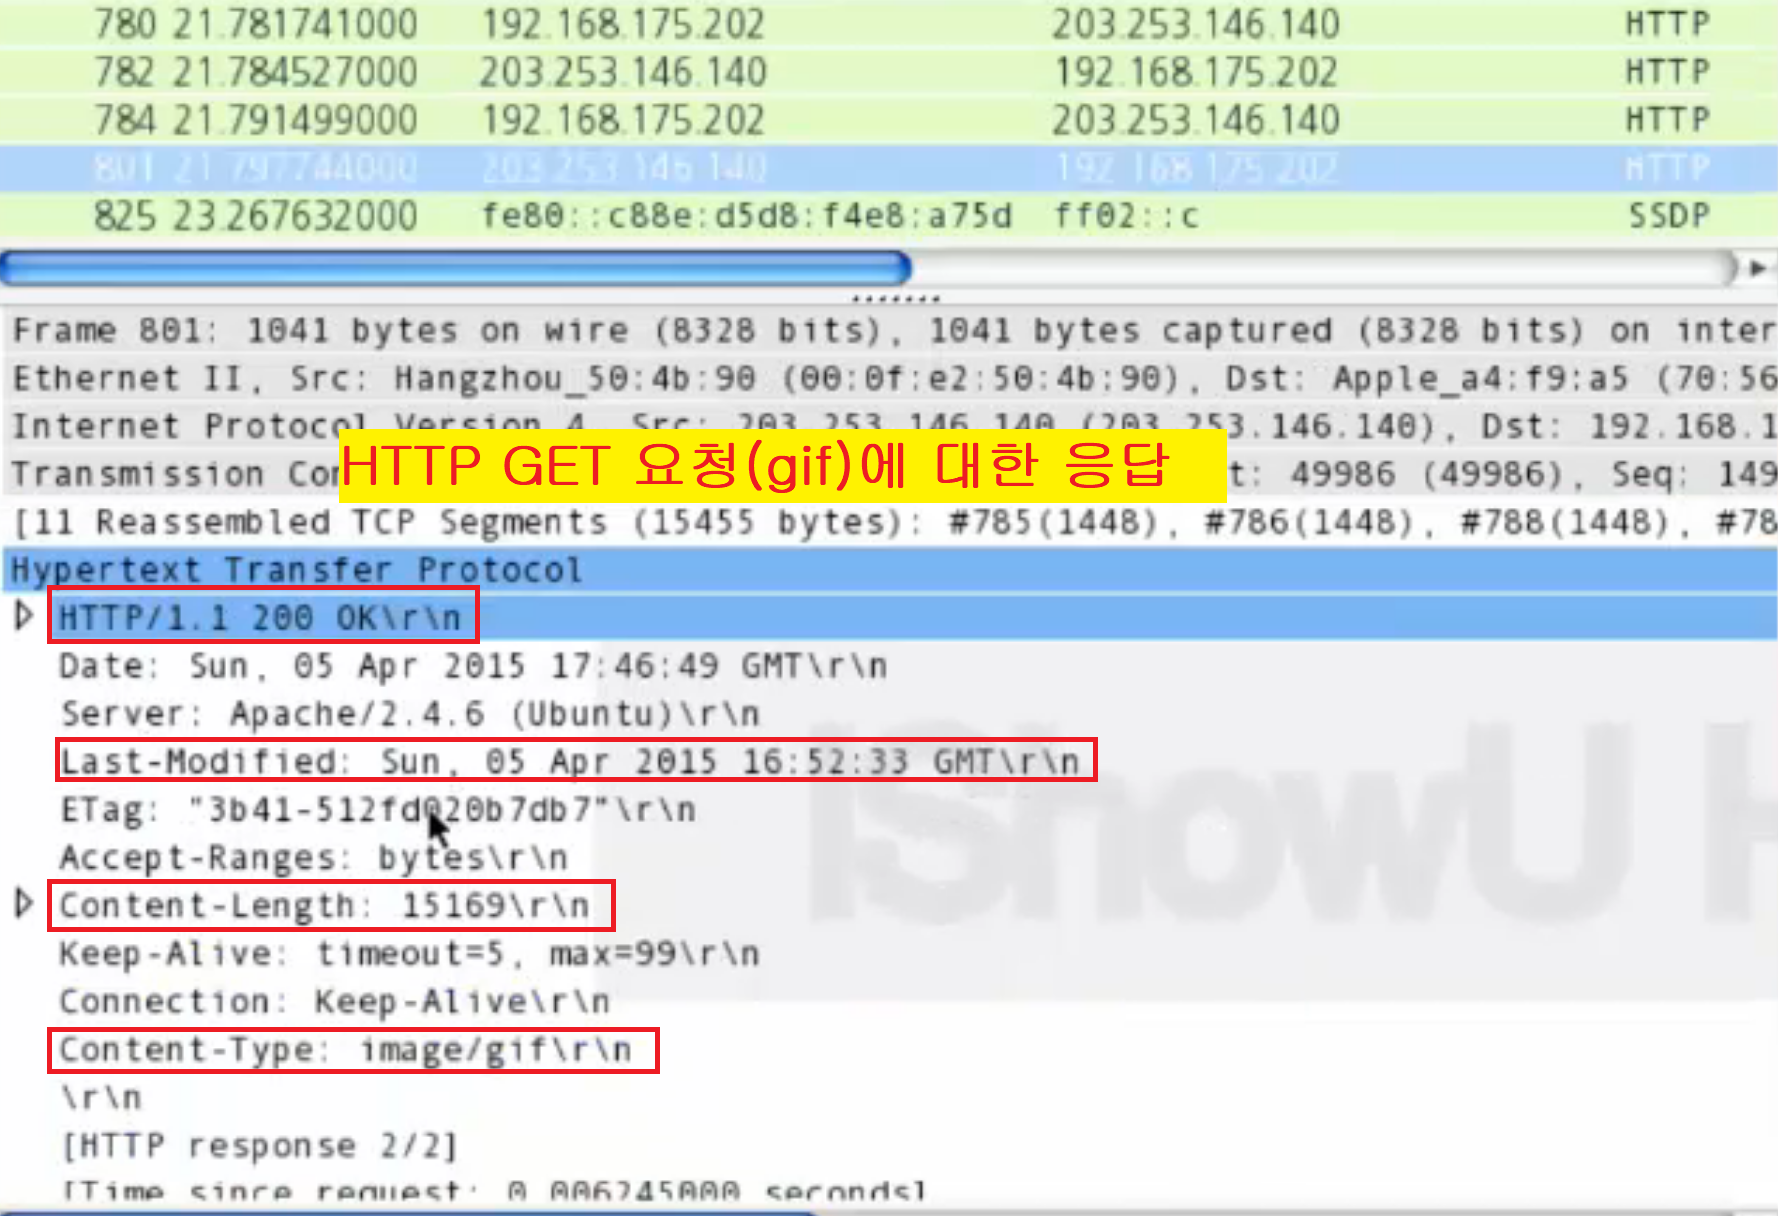 780 21.781741000 192.168.175.202 203.253.146.140 HTTP
782 21.784527000 203.253.146.140 192.168.175.202 HTTP
784 21.791499000 192.168.175.202 203.253.146.140 HTTP
801 21.797744000 203.253.146.140 192.168.175.202 HTTP
825 23.267632000 fe80::c88e:d5d8:f4e8:a75d ff02::c SSDP
Frame 801: 1041 bytes on wire (8328 bits), 1041 bytes captured (8328 bits) on inter
Ethernet II, Src: Hangzhou_50:4b:90 (00:0f:e2:50:4b:90), Dst: Apple_a4:f9:a5 (70:56
Internet Protocol Version 4, Src: 203.253.146.140 (203.253.146.140), Dst: 192.168.1
HTTP GET 요청(gif)에 대한 응답
Transmission Con t: 49986 (49986), Seq: 149
[11 Reassembled TCP Segments (15455 bytes): #785(1448), #786(1448), #788(1448), #78
Hypertext Transfer Protocol
HTTP/1.1 200 OK\r\n
Date: Sun, 05 Apr 2015 17:46:49 GMT\r\n
Server: Apache/2.4.6 (Ubuntu)\r\n
Last-Modified: Sun, 05 Apr 2015 16:52:33 GMT\r\n
ETag: "3b41-512fd020b7db7"\r\n
Accept-Ranges: bytes\r\n
Content-Length: 15169\r\n
Keep-Alive: timeout=5, max=99\r\n
Connection: Keep-Alive\r\n
Content-Type: image/gif\r\n
\r\n
[HTTP response 2/2]
[Time since request: 0.006245000 seconds]
IShowU H